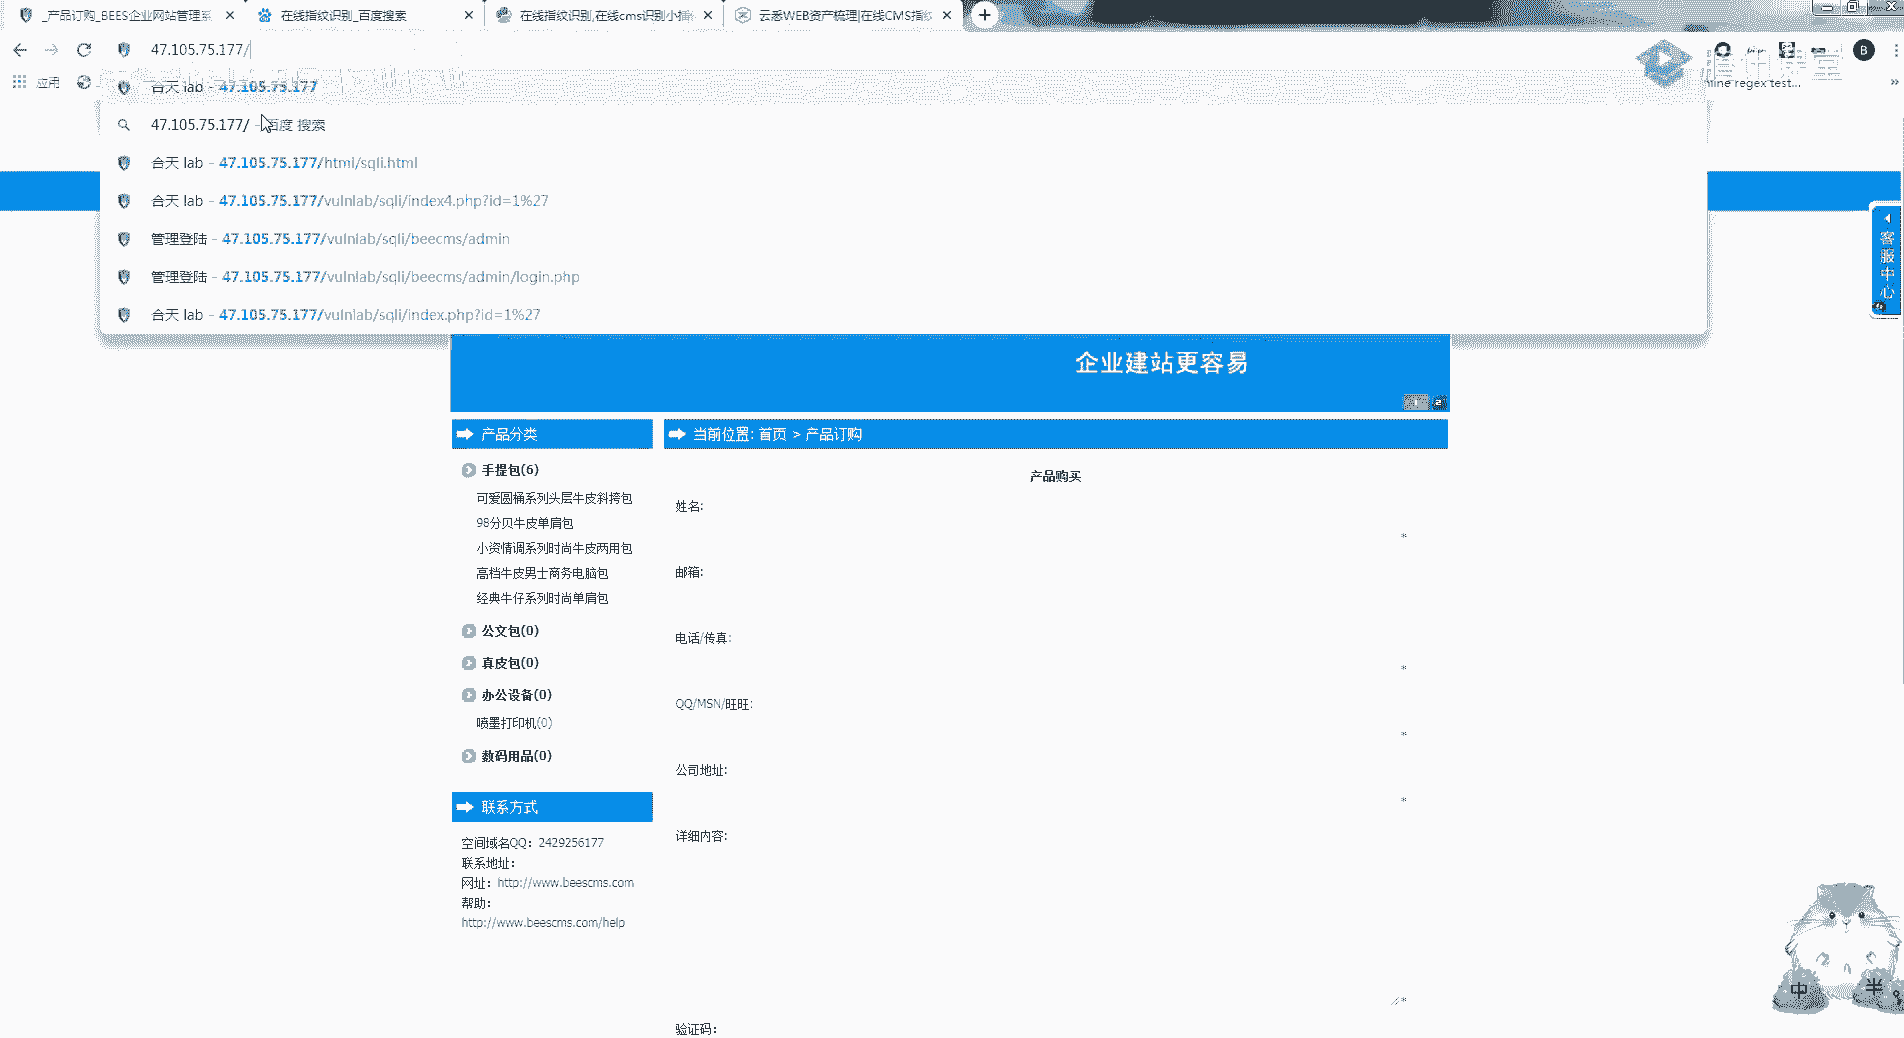 _产品订购_BEES企业网站管理系
在线指纹识别_百度搜索
在线指纹识别,在线cms识别小插
云悉WEB资产梳理|在线CMS指纹
47.105.75.177/
B
应用
nline regex test...
合天 lab - 47.105.75.177
47.105.75.177/ - 百度 搜索
合天 lab - 47.105.75.177/html/sqli.html
合天 lab - 47.105.75.177/vulnlab/sqli/index4.php?id=1%27
管理登陆 - 47.105.75.177/vulnlab/sqli/beecms/admin
管理登陆 - 47.105.75.177/vulnlab/sqli/beecms/admin/login.php
合天 lab - 47.105.75.177/vulnlab/sqli/index.php?id=1%27
客服中心
企业建站更容易
1 2
产品分类
手提包(6)
可爱圆桶系列头层牛皮斜挎包
98分贝牛皮单肩包
小资情调系列时尚牛皮两用包
高档牛皮男士商务电脑包
经典牛仔系列时尚单肩包
公文包(0)
真皮包(0)
办公设备(0)
喷墨打印机(0)
数码用品(0)
联系方式
空间域名QQ：2429256177
联系地址：
网址：http://www.beescms.com
帮助：
http://www.beescms.com/help
当前位置: 首页 > 产品订购
产品购买
姓名:
*
邮箱:
电话/传真:
*
QQ/MSN/旺旺:
*
公司地址:
*
详细内容:
*
验证码:
中 半